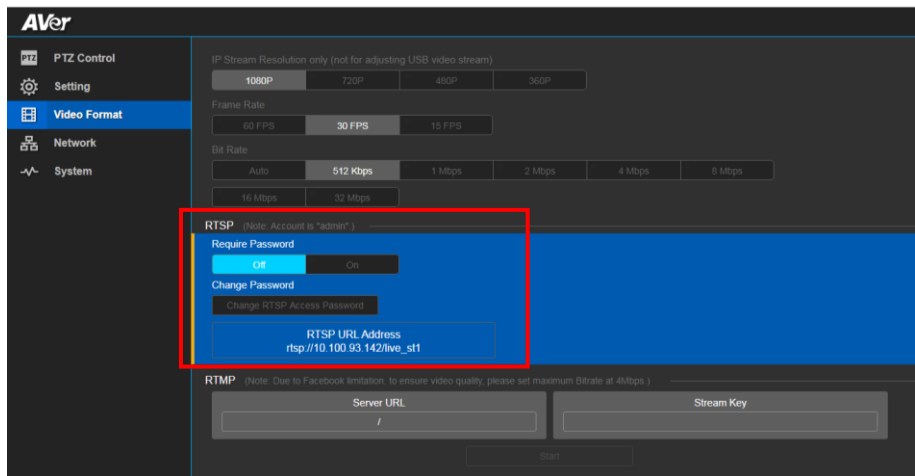 AVer
PTZ PTZ Control
Setting
Video Format
Network
System
IP Stream Resolution only (not for adjusting USB video stream)
1080P 720P 480P 360P
Frame Rate
60 FPS 30 FPS 15 FPS
Bit Rate
Auto 512 Kbps 1 Mbps 2 Mbps 4 Mbps 8 Mbps
16 Mbps 32 Mbps
RTSP (Note: Account is "admin".)
Require Password
Off On
Change Password
Change RTSP Access Password
RTSP URL Address
rtsp://10.100.93.142/live_st1
RTMP (Note: Due to Facebook limitation, to ensure video quality, please set maximum Bitrate at 4Mbps.)
Server URL Stream Key
/
Start